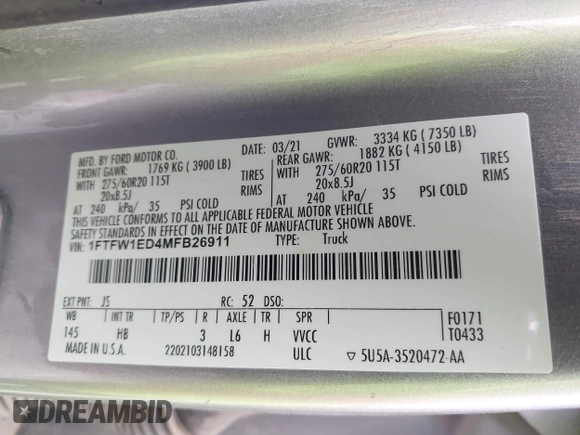 MFD. BY FORD MOTOR CO.
DATE: 03/21 GVWR: 3334 KG ( 7350 LB)
FRONT GAWR: 1769 KG ( 3900 LB) REAR GAWR: 1882 KG ( 4150 LB)
WITH 275/60R20 115T TIRES WITH 275/60R20 115T TIRES
20x8.5J RIMS 20x8.5J RIMS
AT 240 kPa/ 35 PSI COLD AT 240 kPa/ 35 PSI COLD
THIS VEHICLE CONFORMS TO ALL APPLICABLE FEDERAL MOTOR VEHICLE
SAFETY STANDARDS IN EFFECT ON THE DATE OF MANUFACTURE SHOWN ABOVE.
VIN: 1FTFW1ED4MFB26911 TYPE: Truck
EXT PNT: JS RC: 52 DSO:
WB INT TR TP/PS R AXLE TR SPR F0171
145 HB 3 L6 H VVCC T0433
MADE IN U.S.A. 2202103148158 ULC ▽ 5U5A-3520472-AA
DREAMBID